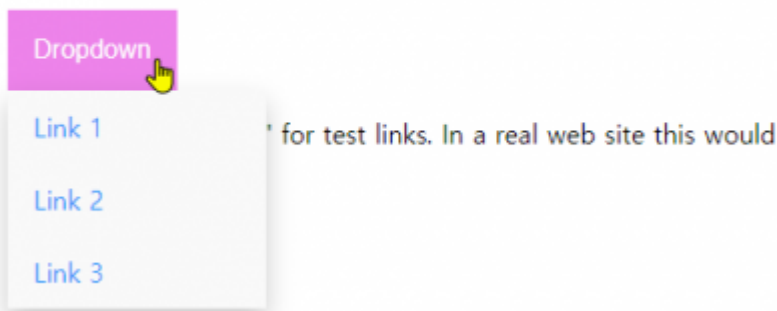 Dropdown
Link 1
' for test links. In a real web site this would
Link 2
Link 3